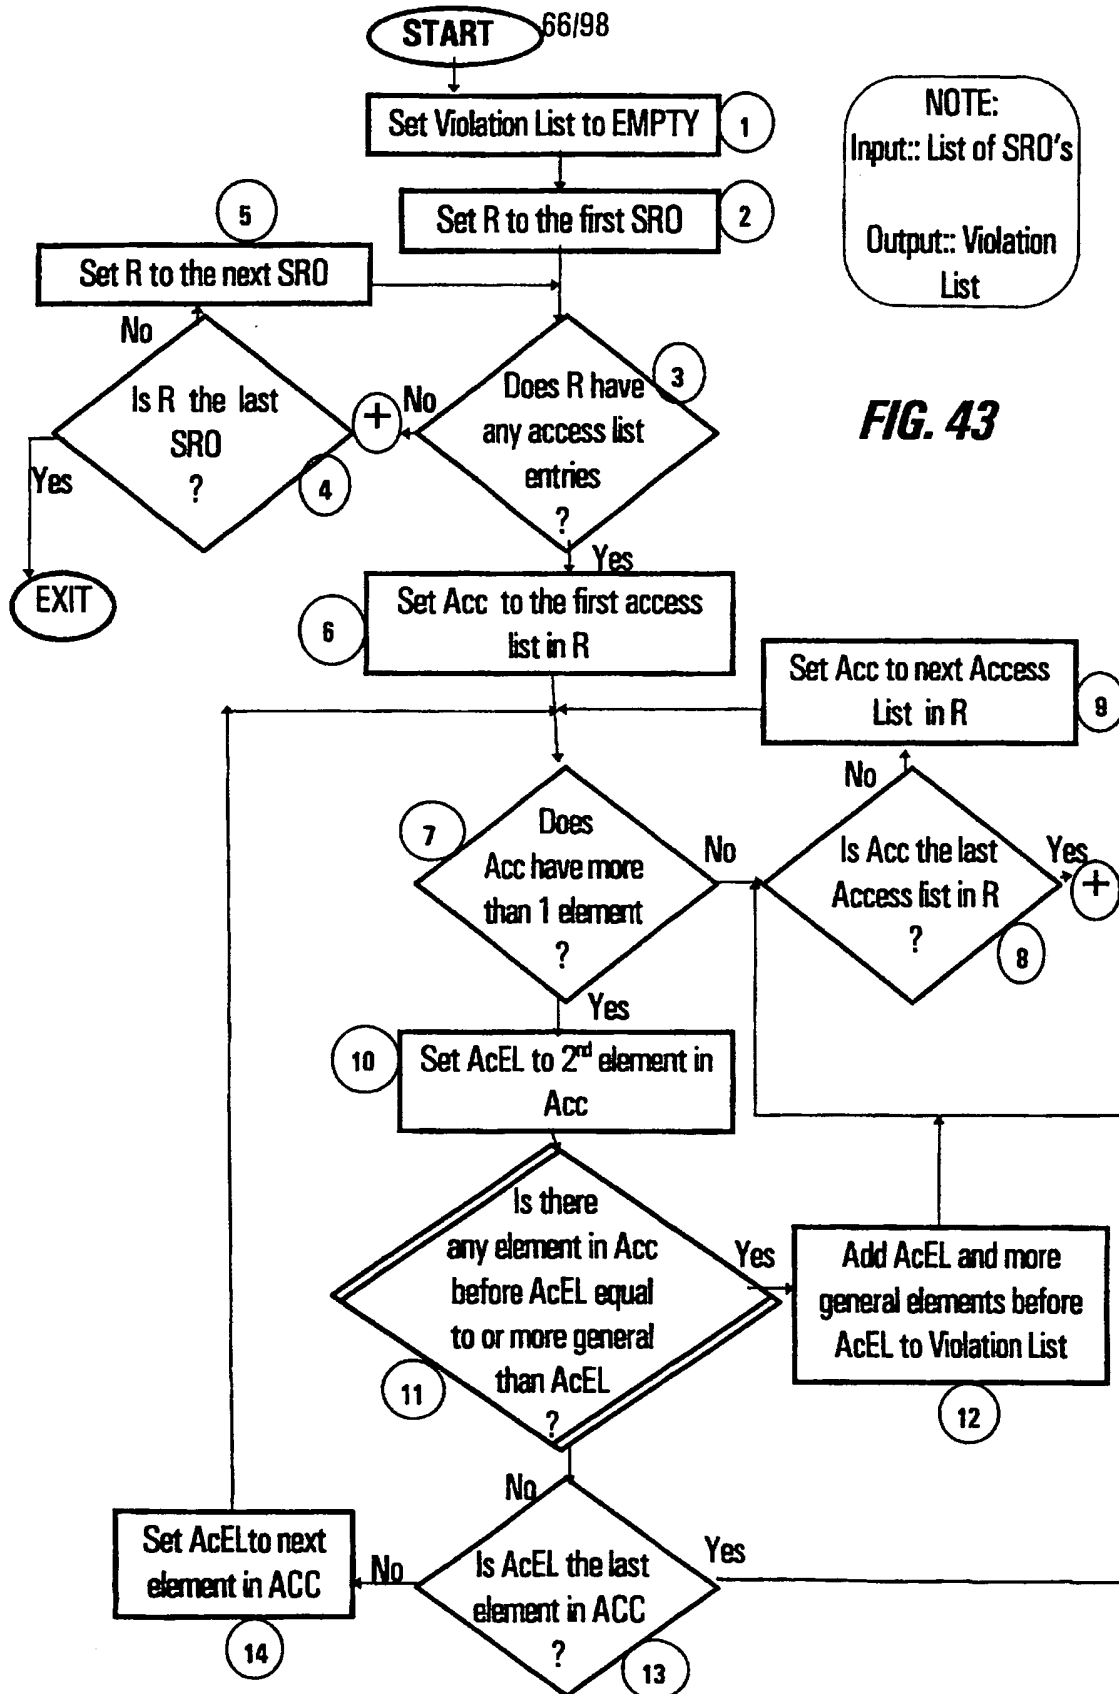 START
66/98
Set Violation List to EMPTY
1
NOTE:
Input:: List of SRO's
Output:: Violation
List
Set R to the first SRO
2
5
Set R to the next SRO
No
Is R the last
SRO
?
4
Yes
EXIT
+
No
Does R have
any access list
entries
?
3
Yes
FIG. 43
6
Set Acc to the first access
list in R
Set Acc to next Access
List in R
9
No
7
Does
Acc have more
than 1 element
?
No
Is Acc the last
Access list in R
?
8
Yes
+
Yes
10
Set AcEL to 2nd element in
Acc
Is there
any element in Acc
before AcEL equal
to or more general
than AcEL
?
11
Yes
Add AcEL and more
general elements before
AcEL to Violation List
12
No
Set AcELto next
element in ACC
14
No
Is AcEL the last
element in ACC
?
13
Yes